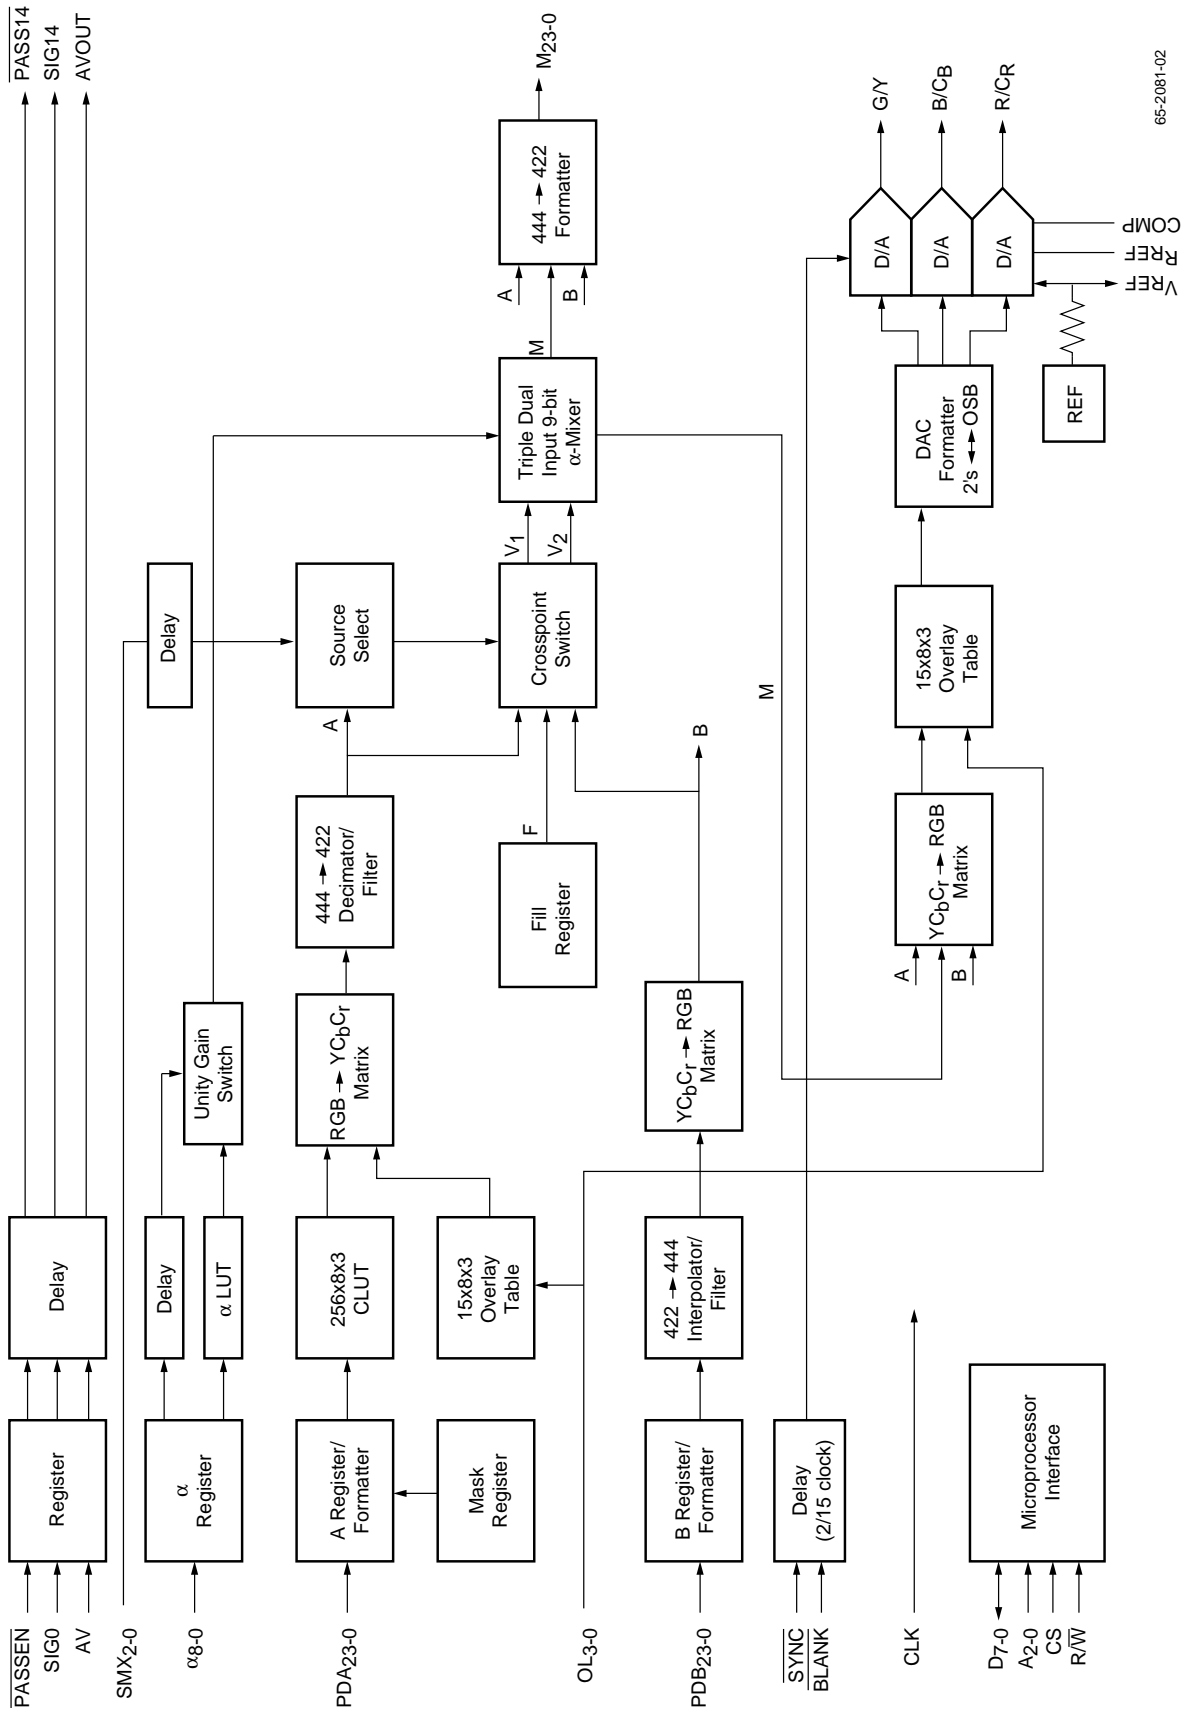 PASSEN
SIG0
AV
Register
Delay
PASS14
SIG14
AVOUT
SMX2-0
Delay
α8-0
α
Register
Delay
α LUT
Unity Gain
Switch
PDA23-0
A Register/
Formatter
256x8x3
CLUT
RGB → YCbCr
Matrix
444 → 422
Decimator/
Filter
A
Source
Select
Mask
Register
15x8x3
Overlay
Table
Fill
Register
F
Crosspoint
Switch
V1
V2
Triple Dual
Input 9-bit
α-Mixer
M
A
B
444 → 422
Formatter
M23-0
OL3-0
PDB23-0
B Register/
Formatter
422 → 444
Interpolator/
Filter
YCbCr → RGB
Matrix
B
M
SYNC
BLANK
Delay
(2/15 clock)
CLK
A
B
YCbCr → RGB
Matrix
15x8x3
Overlay
Table
DAC
Formatter
2's ↔ OSB
D/A
D/A
D/A
G/Y
B/CB
R/CR
REF
VREF
RREF
COMP
D7-0
A2-0
CS
R/W
Microprocessor
Interface
65-2081-02